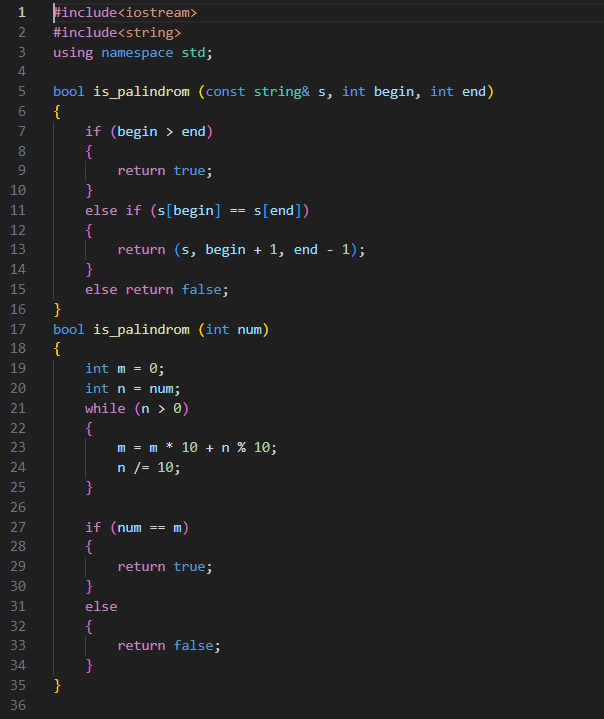 1 #include<iostream>
2 #include<string>
3 using namespace std;
4
5 bool is_palindrom (const string& s, int begin, int end)
6 {
7 if (begin > end)
8 {
9 return true;
10 }
11 else if (s[begin] == s[end])
12 {
13 return (s, begin + 1, end - 1);
14 }
15 else return false;
16 }
17 bool is_palindrom (int num)
18 {
19 int m = 0;
20 int n = num;
21 while (n > 0)
22 {
23 m = m * 10 + n % 10;
24 n /= 10;
25 }
26
27 if (num == m)
28 {
29 return true;
30 }
31 else
32 {
33 return false;
34 }
35 }
36